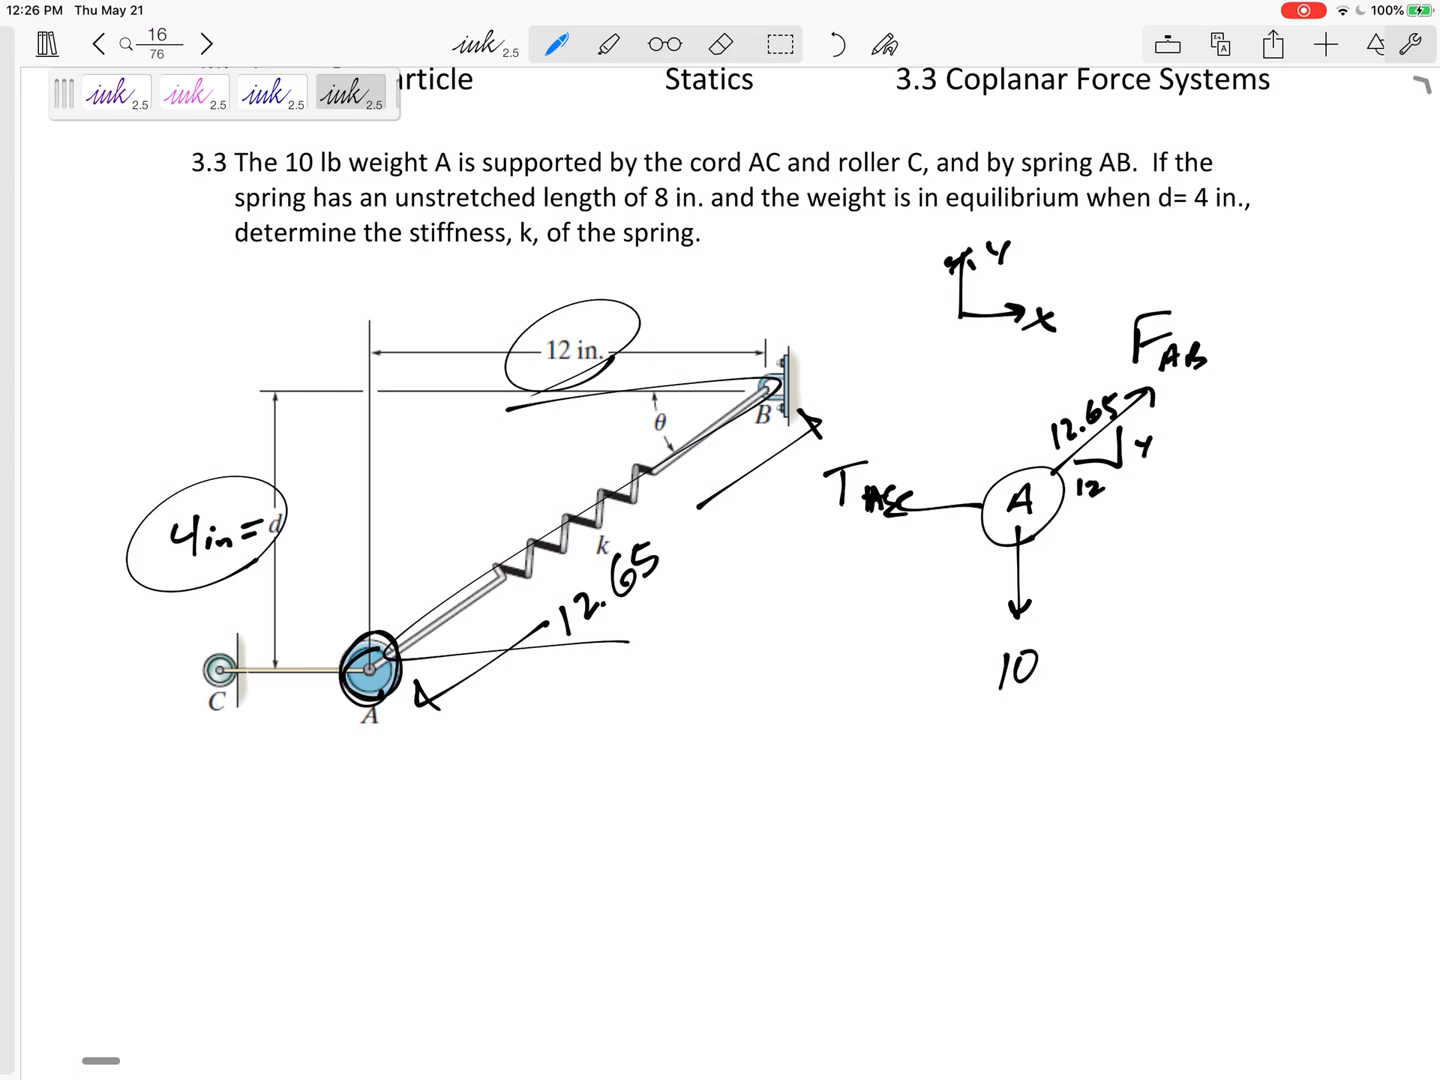 12:26 PM Thu May 21
100%
16
76
ink 2.5
ink 2.5
ink 2.5
ink 2.5
ink 2.5
rticle Statics 3.3 Coplanar Force Systems
3.3 The 10 lb weight A is supported by the cord AC and roller C, and by spring AB. If the
spring has an unstretched length of 8 in. and the weight is in equilibrium when d= 4 in.,
determine the stiffness, k, of the spring.
y
x
12 in.
F AB
B
θ
12.65
4
12
T AC
A
4in = d
k
12.65
10
C
A